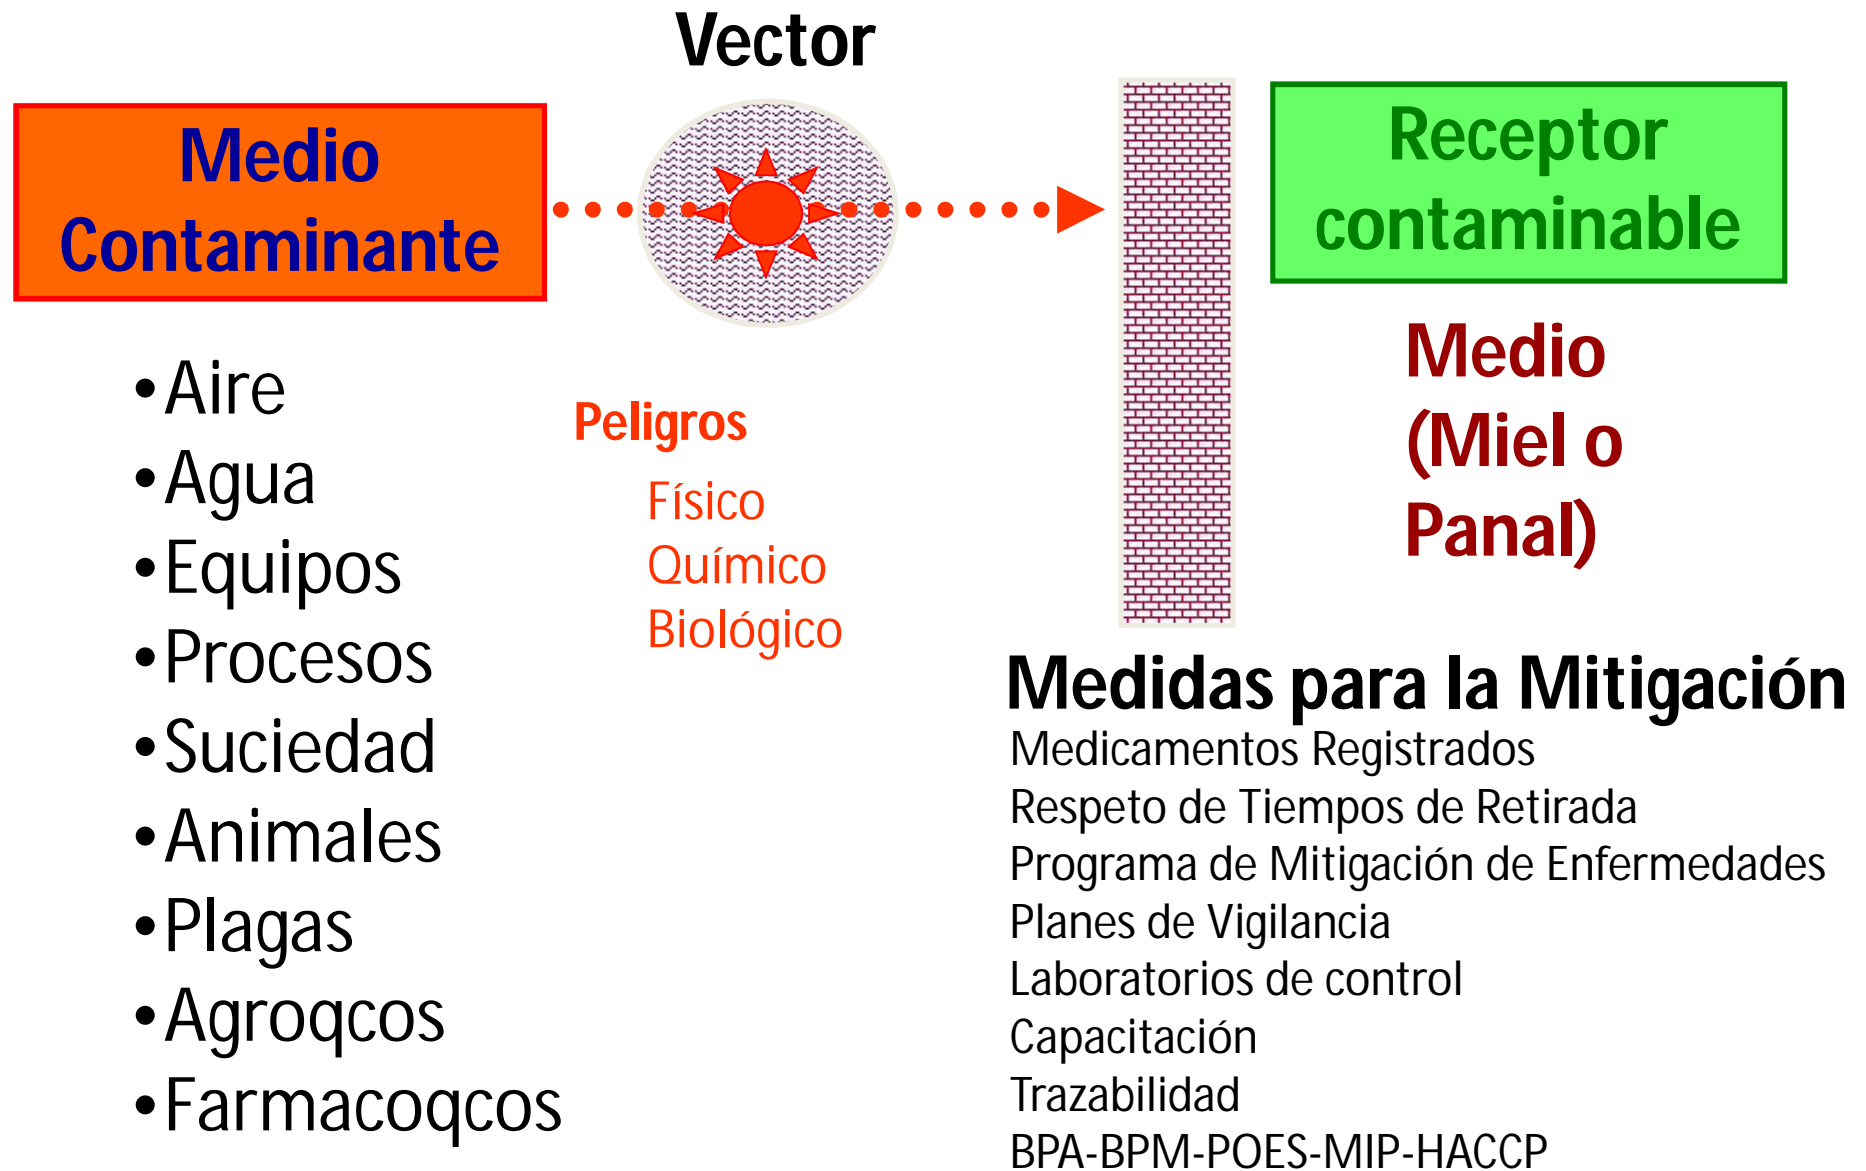 Vector
Medio
Contaminante
Receptor
contaminable
•Aire
•Agua
•Equipos
•Procesos
•Suciedad
•Animales
•Plagas
•Agroqcos
•Farmacoqcos
Peligros
Físico
Químico
Biológico
Medio
(Miel o
Panal)
Medidas para la Mitigación
Medicamentos Registrados
Respeto de Tiempos de Retirada
Programa de Mitigación de Enfermedades
Planes de Vigilancia
Laboratorios de control
Capacitación
Trazabilidad
BPA-BPM-POES-MIP-HACCP